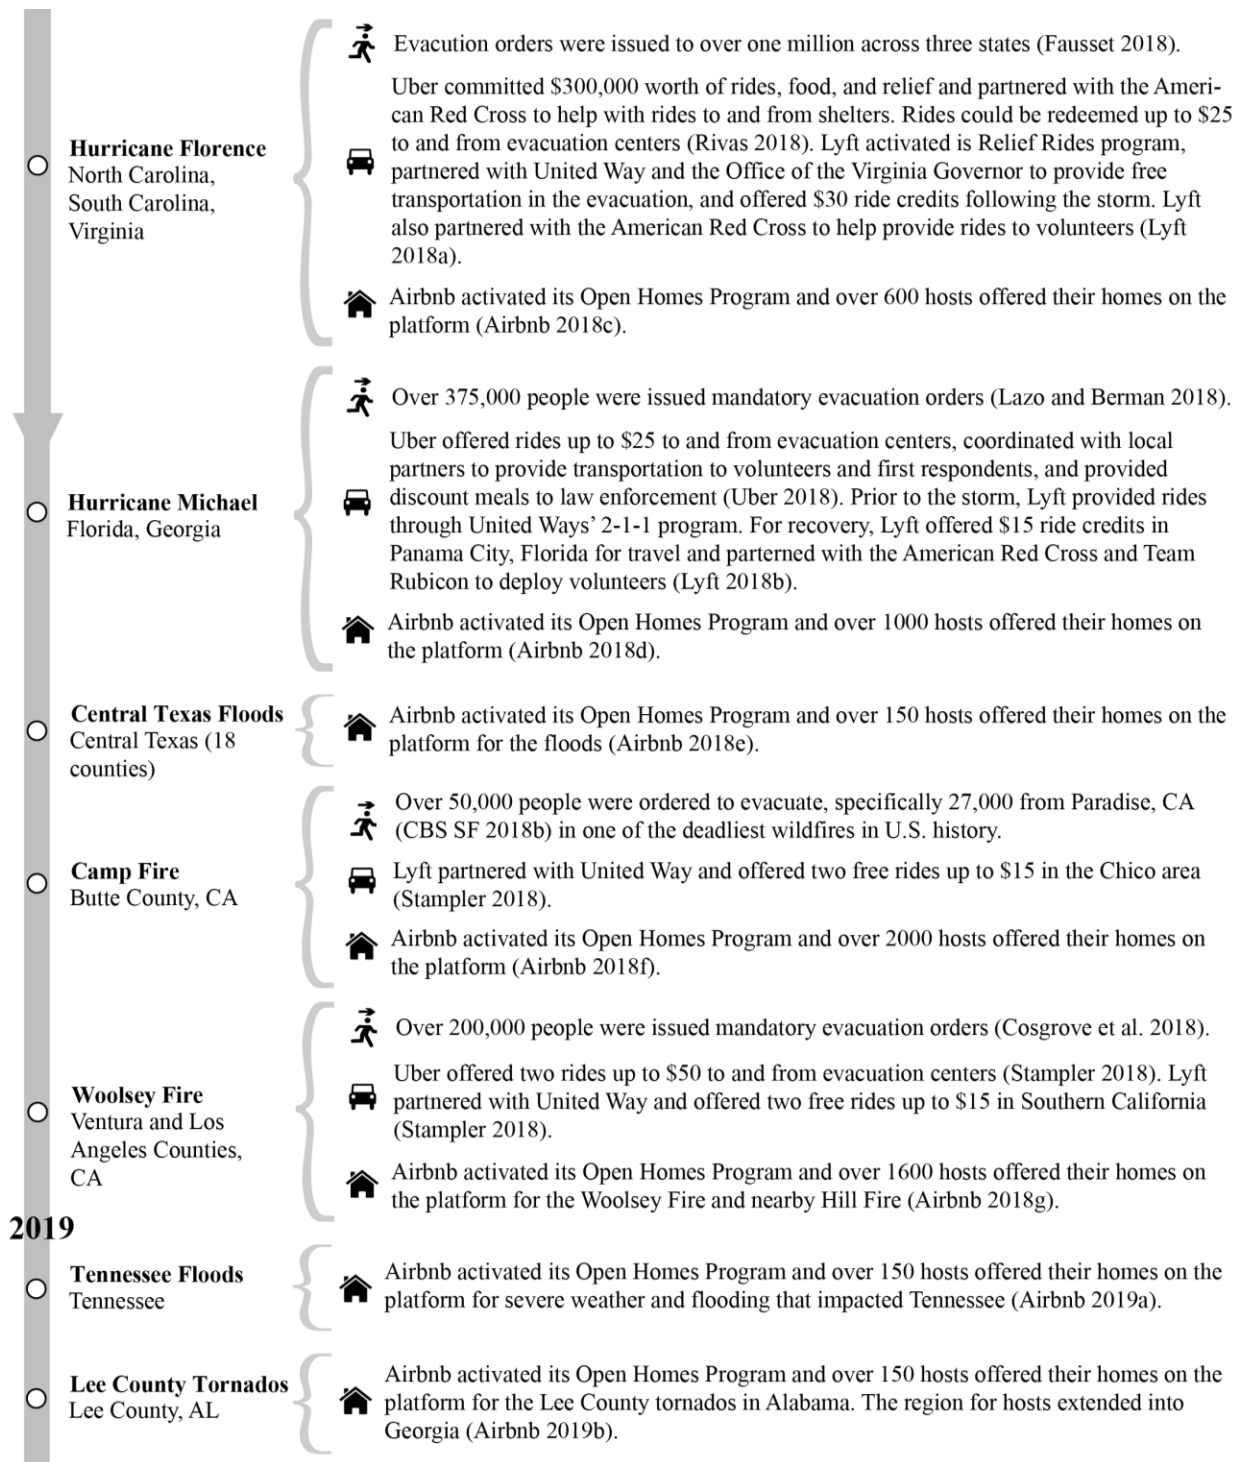 Evacution orders were issued to over one million across three states (Fausset 2018).
Hurricane Florence
North Carolina,
South Carolina,
Virginia
Uber committed $300,000 worth of rides, food, and relief and partnered with the Ameri-
can Red Cross to help with rides to and from shelters. Rides could be redeemed up to $25
to and from evacuation centers (Rivas 2018). Lyft activated is Relief Rides program,
partnered with United Way and the Office of the Virginia Governor to provide free
transportation in the evacuation, and offered $30 ride credits following the storm. Lyft
also partnered with the American Red Cross to help provide rides to volunteers (Lyft
2018a).
Airbnb activated its Open Homes Program and over 600 hosts offered their homes on the
platform (Airbnb 2018c).
Over 375,000 people were issued mandatory evacuation orders (Lazo and Berman 2018).
Hurricane Michael
Florida, Georgia
Uber offered rides up to $25 to and from evacuation centers, coordinated with local
partners to provide transportation to volunteers and first respondents, and provided
discount meals to law enforcement (Uber 2018). Prior to the storm, Lyft provided rides
through United Ways’ 2-1-1 program. For recovery, Lyft offered $15 ride credits in
Panama City, Florida for travel and parterned with the American Red Cross and Team
Rubicon to deploy volunteers (Lyft 2018b).
Airbnb activated its Open Homes Program and over 1000 hosts offered their homes on
the platform (Airbnb 2018d).
Central Texas Floods
Central Texas (18
counties)
Airbnb activated its Open Homes Program and over 150 hosts offered their homes on the
platform for the floods (Airbnb 2018e).
Over 50,000 people were ordered to evacuate, specifically 27,000 from Paradise, CA
(CBS SF 2018b) in one of the deadliest wildfires in U.S. history.
Camp Fire
Butte County, CA
Lyft partnered with United Way and offered two free rides up to $15 in the Chico area
(Stampler 2018).
Airbnb activated its Open Homes Program and over 2000 hosts offered their homes on
the platform (Airbnb 2018f).
Over 200,000 people were issued mandatory evacuation orders (Cosgrove et al. 2018).
Woolsey Fire
Ventura and Los
Angeles Counties,
CA
Uber offered two rides up to $50 to and from evacuation centers (Stampler 2018). Lyft
partnered with United Way and offered two free rides up to $15 in Southern California
(Stampler 2018).
Airbnb activated its Open Homes Program and over 1600 hosts offered their homes on
the platform for the Woolsey Fire and nearby Hill Fire (Airbnb 2018g).
2019
Tennessee Floods
Tennessee
Airbnb activated its Open Homes Program and over 150 hosts offered their homes on the
platform for severe weather and flooding that impacted Tennessee (Airbnb 2019a).
Lee County Tornados
Lee County, AL
Airbnb activated its Open Homes Program and over 150 hosts offered their homes on the
platform for the Lee County tornados in Alabama. The region for hosts extended into
Georgia (Airbnb 2019b).